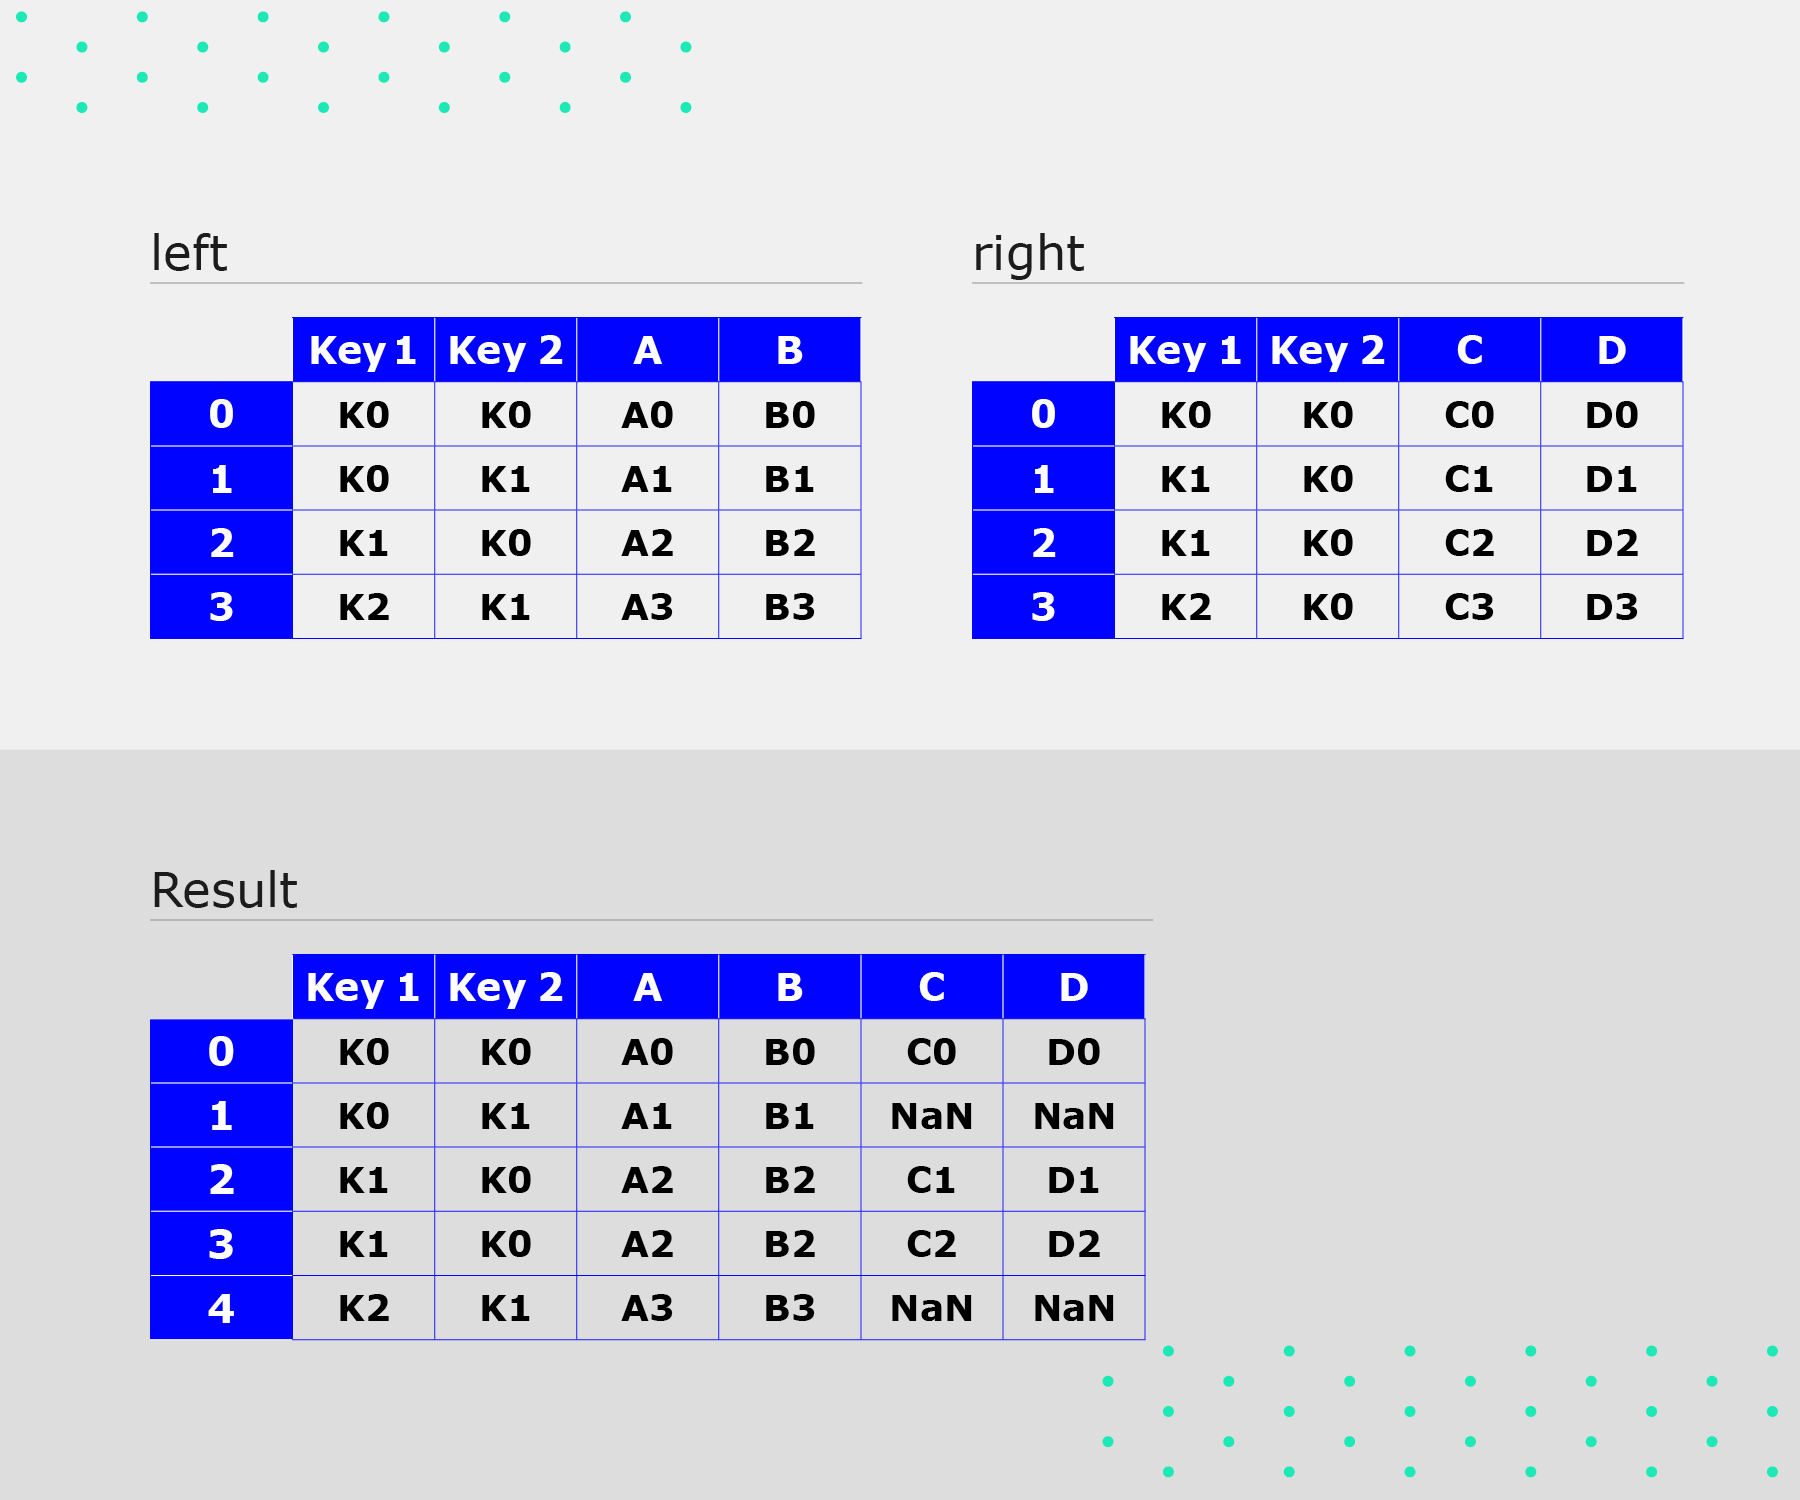 left
Key 1 Key 2 A B
0 K0 K0 A0 B0
1 K0 K1 A1 B1
2 K1 K0 A2 B2
3 K2 K1 A3 B3
right
Key 1 Key 2 C D
0 K0 K0 C0 D0
1 K1 K0 C1 D1
2 K1 K0 C2 D2
3 K2 K0 C3 D3
Result
Key 1 Key 2 A B C D
0 K0 K0 A0 B0 C0 D0
1 K0 K1 A1 B1 NaN NaN
2 K1 K0 A2 B2 C1 D1
3 K1 K0 A2 B2 C2 D2
4 K2 K1 A3 B3 NaN NaN